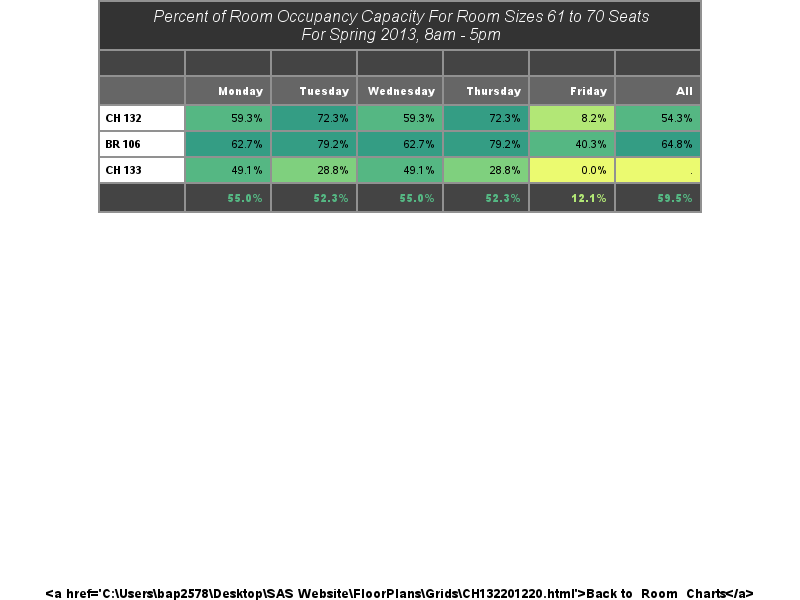 Percent of Room Occupancy Capacity For Room Sizes 61 to 70 Seats
For Spring 2013, 8am - 5pm
Monday Tuesday Wednesday Thursday Friday All
CH 132 59.3% 72.3% 59.3% 72.3% 8.2% 54.3%
BR 106 62.7% 79.2% 62.7% 79.2% 40.3% 64.8%
CH 133 49.1% 28.8% 49.1% 28.8% 0.0% .
55.0% 52.3% 55.0% 52.3% 12.1% 59.5%
<a href='C:\Users\bap2578\Desktop\SAS Website\FloorPlans\Grids\CH132201220.html'>Back to Room Charts</a>